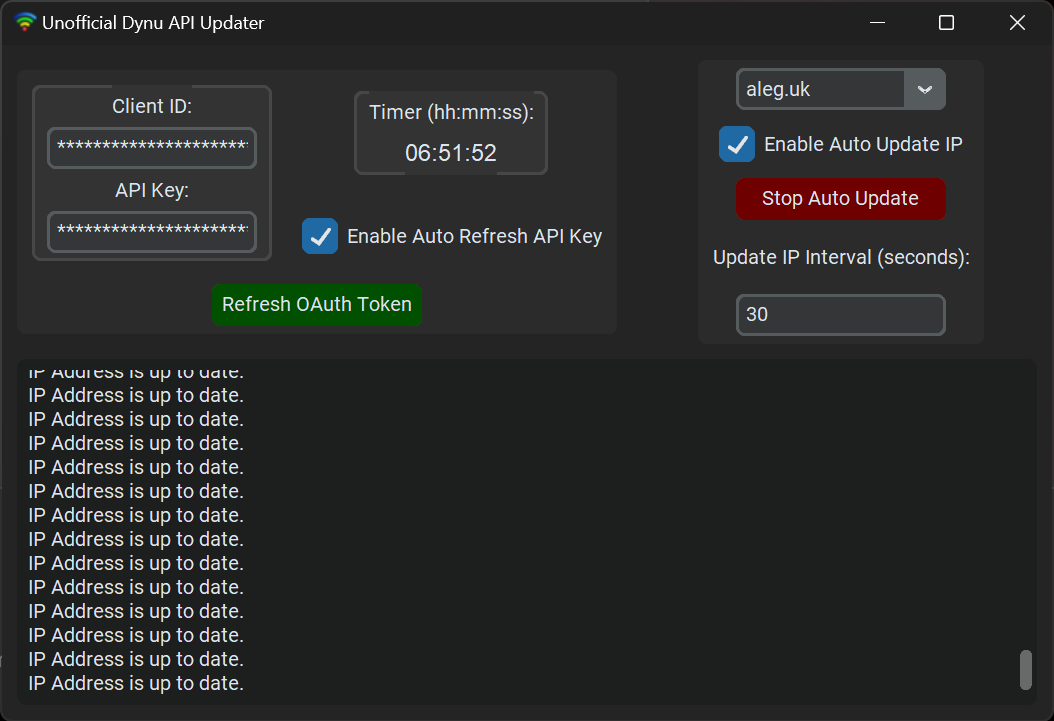 Unofficial Dynu API Updater
Client ID:
*********************
API Key:
*********************
Timer (hh:mm:ss):
06:51:52
Enable Auto Refresh API Key
Refresh OAuth Token
aleg.uk
Enable Auto Update IP
Stop Auto Update
Update IP Interval (seconds):
30
IP Address is up to date.
IP Address is up to date.
IP Address is up to date.
IP Address is up to date.
IP Address is up to date.
IP Address is up to date.
IP Address is up to date.
IP Address is up to date.
IP Address is up to date.
IP Address is up to date.
IP Address is up to date.
IP Address is up to date.
IP Address is up to date.
IP Address is up to date.